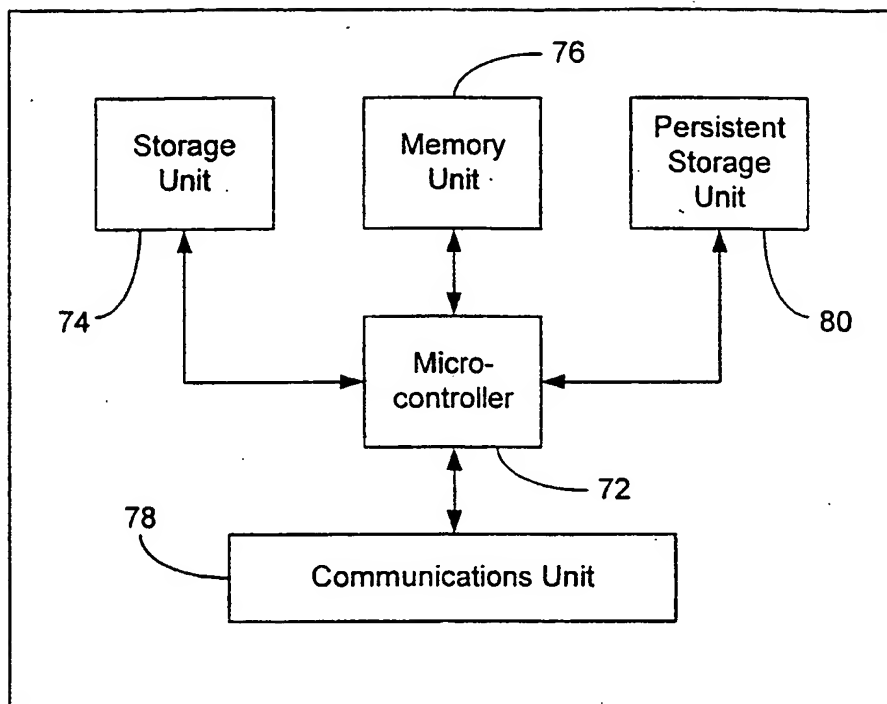 76
Storage
Unit
Memory
Unit
Persistent
Storage
Unit
74
80
Micro-
controller
72
78
Communications Unit